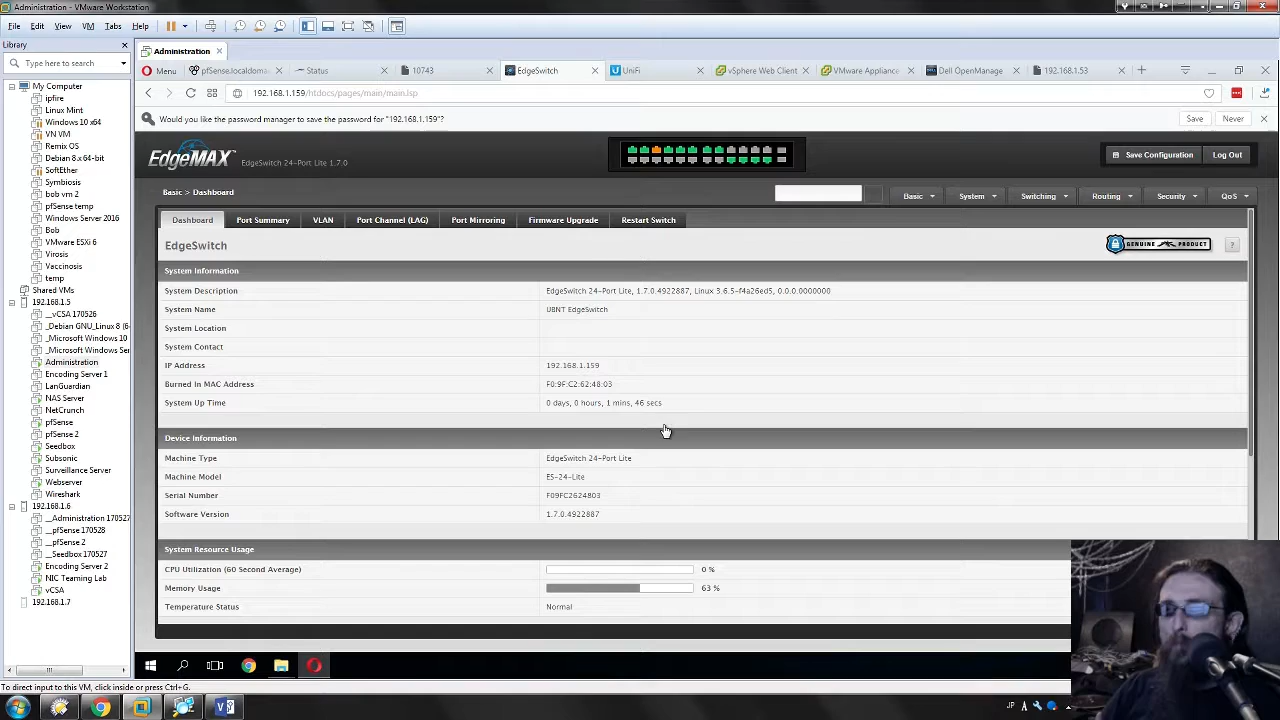 Administration - VMware Workstation
File Edit View VM Tabs Help
Library
Type here to search
My Computer
ipfire
Linux Mint
Windows 10 x64
VN VM
Remix OS
Debian 8.x 64-bit
SoftEther
Symbiosis
bob vm 2
pfSense temp
Windows Server 2016
Bob
VMware ESXi 6
Virosis
Vaccinosis
temp
Shared VMs
192.168.1.5
__vCSA 170526
_Debian GNU_Linux 8 (6
_Microsoft Windows 10
_Microsoft Windows Ser
Administration
Encoding Server 1
LanGuardian
NAS Server
NetCrunch
pfSense
pfSense 2
Seedbox
Subsonic
Surveillance Server
Webserver
Wireshark
192.168.1.6
__Administration 170527
__pfSense 170528
__pfSense 2
__Seedbox 170527
Encoding Server 2
NIC Teaming Lab
vCSA
192.168.1.7
Administration
Menu pfSense.localdoma Status 10743 EdgeSwitch UniFi vSphere Web Client VMware Appliance Dell OpenManage 192.168.1.53
192.168.1.159/htdocs/pages/main/main.lsp
Would you like the password manager to save the password for "192.168.1.159"? Save Never
EdgeMAX EdgeSwitch 24-Port Lite 1.7.0 Save Configuration Log Out
Basic > Dashboard Basic System Switching Routing Security QoS
Dashboard Port Summary VLAN Port Channel (LAG) Port Mirroring Firmware Upgrade Restart Switch
EdgeSwitch GENUINE PRODUCT ?
System Information
System Description EdgeSwitch 24-Port Lite, 1.7.0.4922887, Linux 3.6.5-f4a26ed5, 0.0.0.0000000
System Name UBNT EdgeSwitch
System Location
System Contact
IP Address 192.168.1.159
Burned In MAC Address F0:9F:C2:62:48:03
System Up Time 0 days, 0 hours, 1 mins, 46 secs
Device Information
Machine Type EdgeSwitch 24-Port Lite
Machine Model ES-24-Lite
Serial Number F09FC2624803
Software Version 1.7.0.4922887
System Resource Usage
CPU Utilization (60 Second Average) 0 %
Memory Usage 63 %
Temperature Status Normal
To direct input to this VM, click inside or press Ctrl+G.
JP